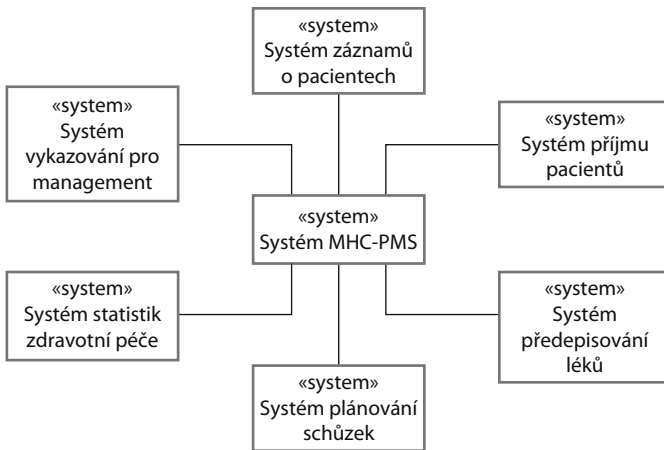 «system»
Systém záznamů
o pacientech
«system»
Systém
vykazování pro
management
«system»
Systém příjmu
pacientů
«system»
Systém MHC-PMS
«system»
Systém statistik
zdravotní péče
«system»
Systém
předepisování
léků
«system»
Systém plánování
schůzek